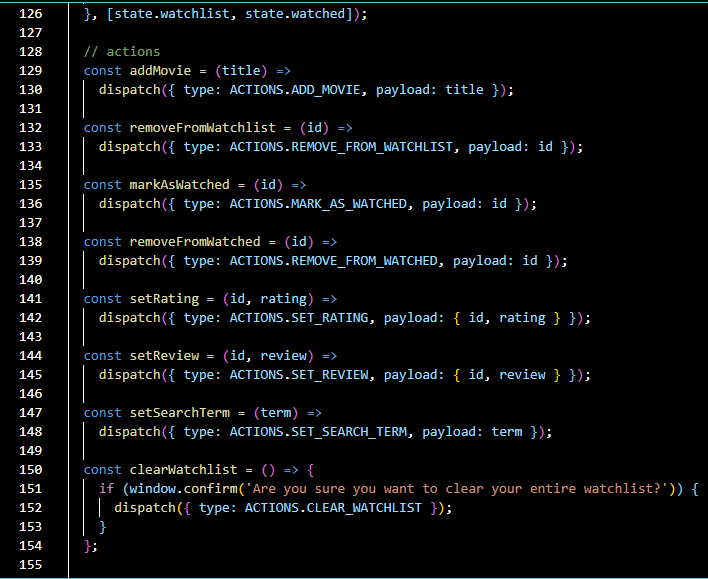 126 }, [state.watchlist, state.watched]);
127
128 // actions
129 const addMovie = (title) =>
130 dispatch({ type: ACTIONS.ADD_MOVIE, payload: title });
131
132 const removeFromWatchlist = (id) =>
133 dispatch({ type: ACTIONS.REMOVE_FROM_WATCHLIST, payload: id });
134
135 const markAsWatched = (id) =>
136 dispatch({ type: ACTIONS.MARK_AS_WATCHED, payload: id });
137
138 const removeFromWatched = (id) =>
139 dispatch({ type: ACTIONS.REMOVE_FROM_WATCHED, payload: id });
140
141 const setRating = (id, rating) =>
142 dispatch({ type: ACTIONS.SET_RATING, payload: { id, rating } });
143
144 const setReview = (id, review) =>
145 dispatch({ type: ACTIONS.SET_REVIEW, payload: { id, review } });
146
147 const setSearchTerm = (term) =>
148 dispatch({ type: ACTIONS.SET_SEARCH_TERM, payload: term });
149
150 const clearWatchlist = () => {
151 if (window.confirm('Are you sure you want to clear your entire watchlist?')) {
152 dispatch({ type: ACTIONS.CLEAR_WATCHLIST });
153 }
154 };
155